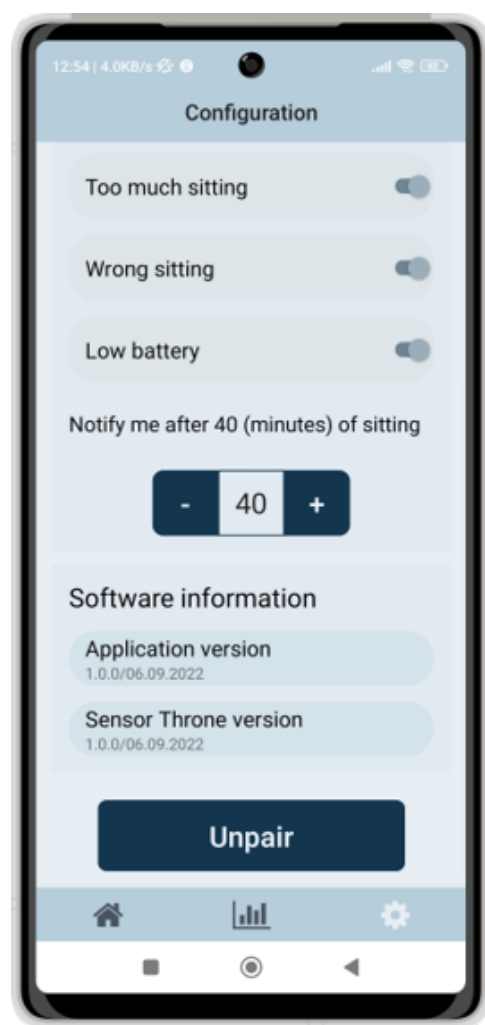 12:54 | 4.0KB/s
Configuration
Too much sitting
Wrong sitting
Low battery
Notify me after 40 (minutes) of sitting
- 40 +
Software information
Application version
1.0.0/06.09.2022
Sensor Throne version
1.0.0/06.09.2022
Unpair